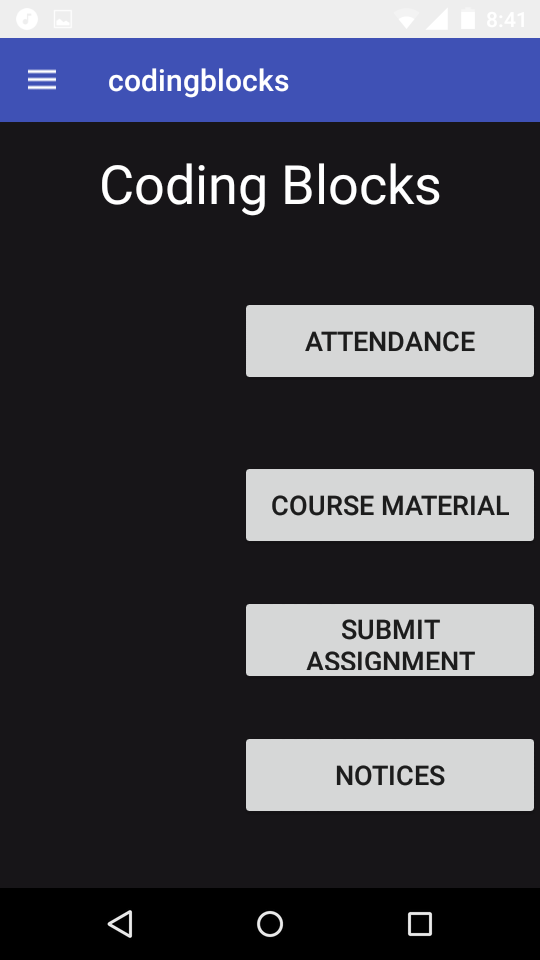 8:41
codingblocks
Coding Blocks
ATTENDANCE
COURSE MATERIAL
SUBMIT
ASSIGNMENT
NOTICES